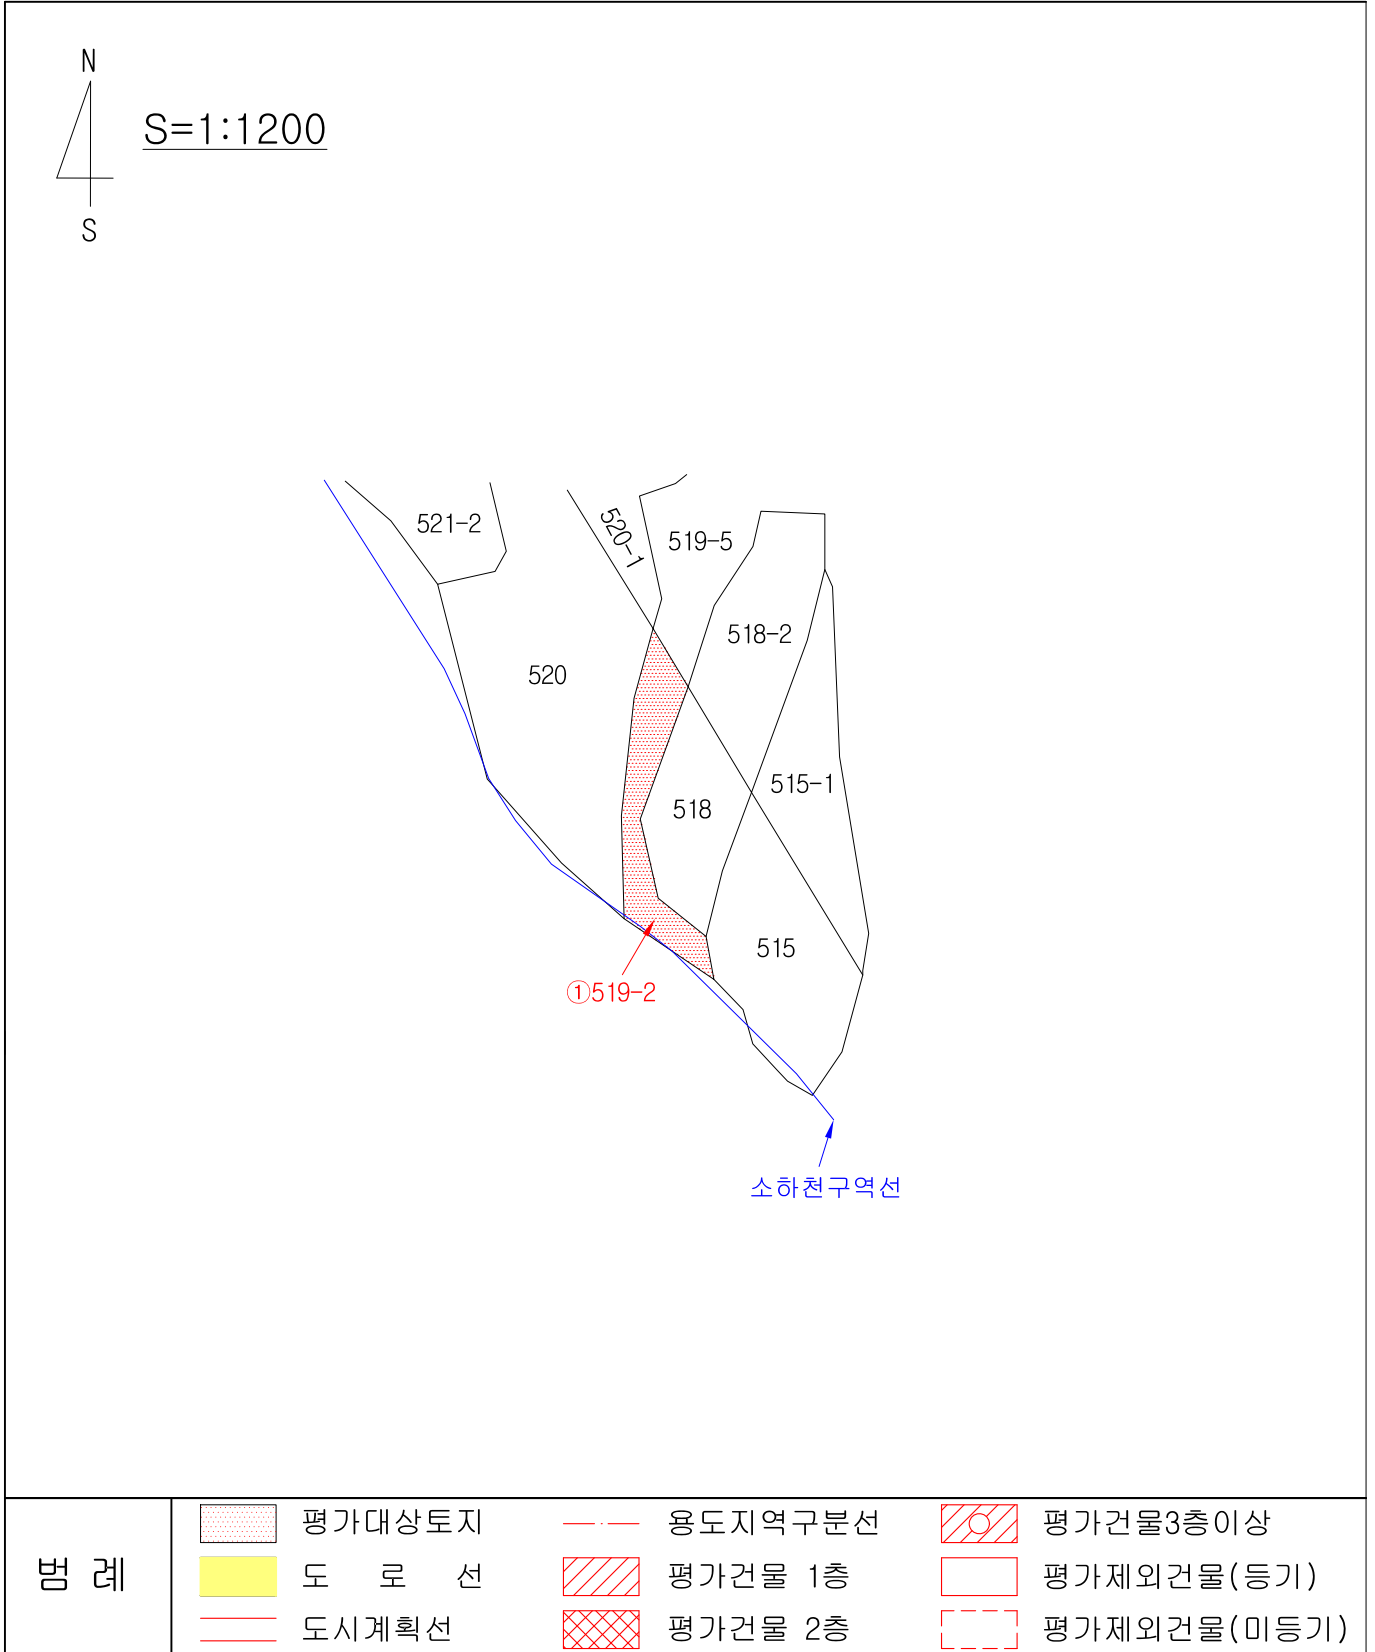 N
S=1:1200
S
521-2
520-1
519-5
518-2
520
515-1
518
515
①519-2
소하천구역선
범 례
평가대상토지
용도지역구분선
평가건물3층이상
도 로 선
평가건물 1층
평가제외건물(등기)
도시계획선
평가건물 2층
평가제외건물(미등기)